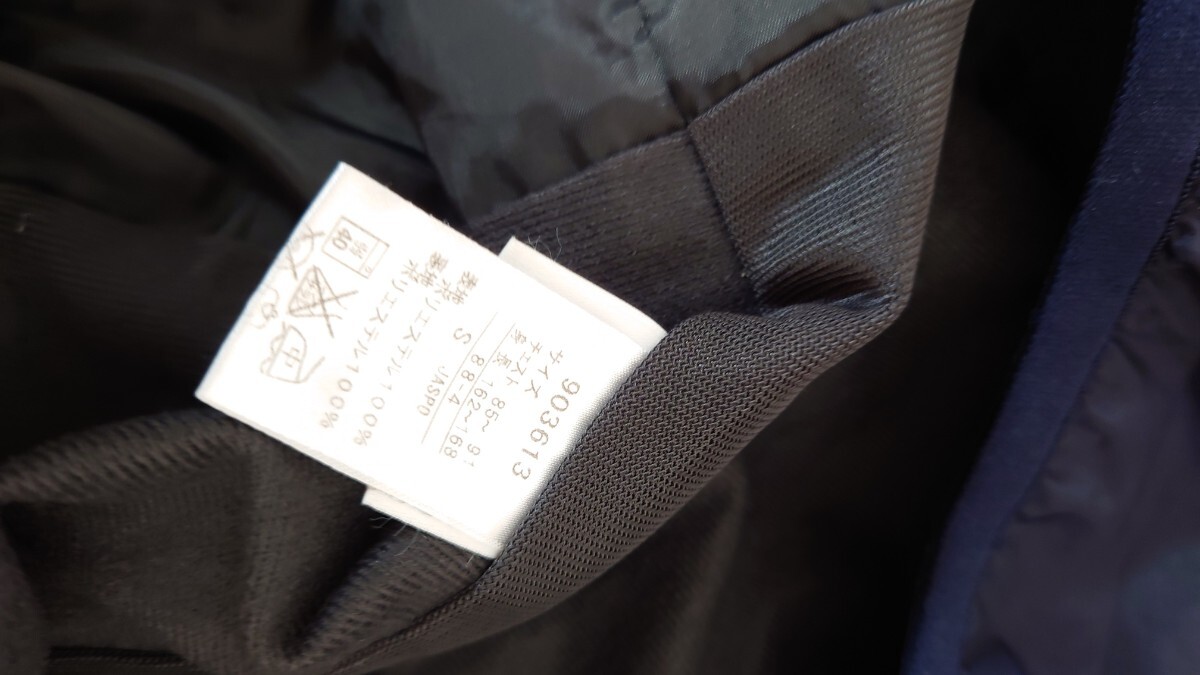 903613
サイズ
チェスト 85~ 91
身長 162~168
88-4
S JASPO
表地 ポリエステル100%
裏地 ポリエステル100%
弱
40